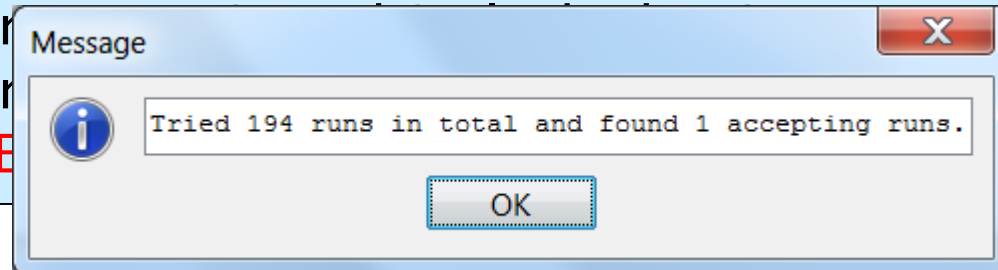 Message
Tried 194 runs in total and found 1 accepting runs.
OK